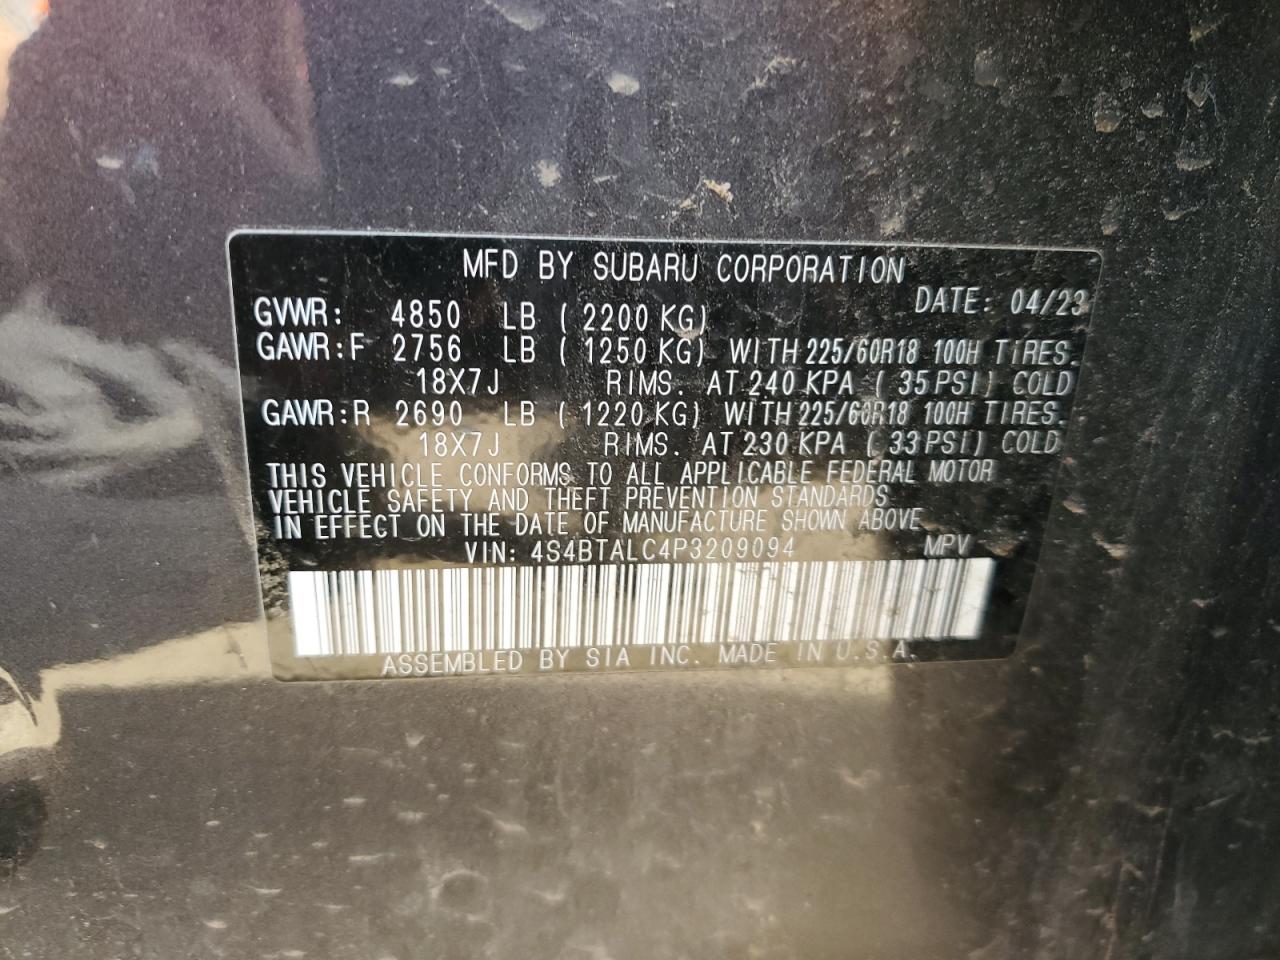 MFD BY SUBARU CORPORATION
DATE: 04/23
GVWR: 4850 LB (2200 KG)
GAWR:F 2756 LB (1250 KG) WITH 225/60R18 100H TIRES.
18X7J RIMS. AT 240 KPA (35 PSI) COLD
GAWR:R 2690 LB (1220 KG) WITH 225/60R18 100H TIRES.
18X7J RIMS. AT 230 KPA (33 PSI) COLD
THIS VEHICLE CONFORMS TO ALL APPLICABLE FEDERAL MOTOR
VEHICLE SAFETY AND THEFT PREVENTION STANDARDS
IN EFFECT ON THE DATE OF MANUFACTURE SHOWN ABOVE
VIN: 4S4BTALC4P3209094 MPV
ASSEMBLED BY SIA INC. MADE IN U.S.A.